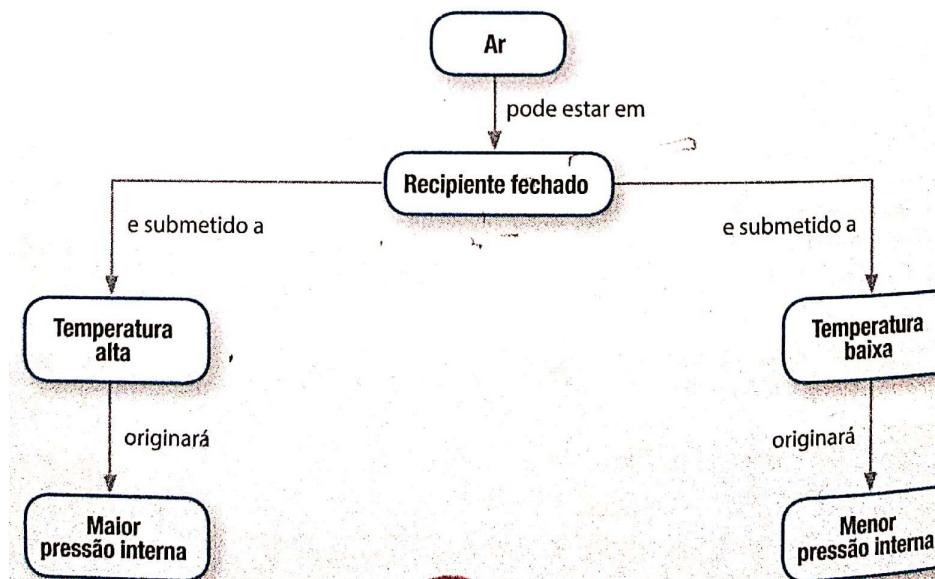 Ar
pode estar em
Recipiente fechado
e submetido a
e submetido a
Temperatura
alta
Temperatura
baixa
originará
originará
Maior
pressão interna
Menor
pressão interna